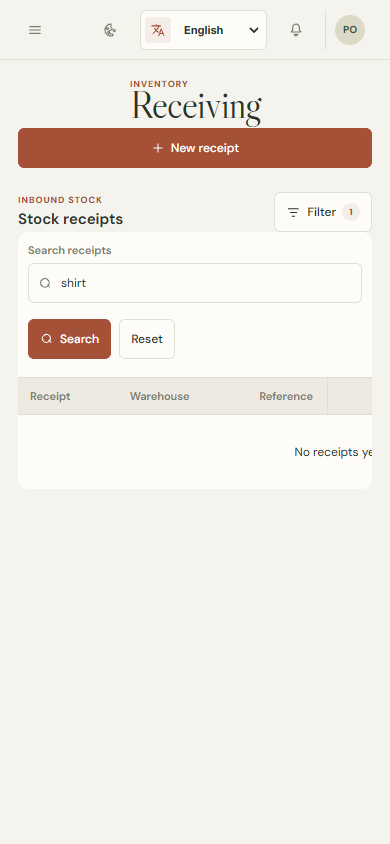 English
PO
INVENTORY
Receiving
New receipt
INBOUND STOCK
Stock receipts
Filter 1
Search receipts
shirt
Search Reset
Receipt Warehouse Reference
No receipts ye